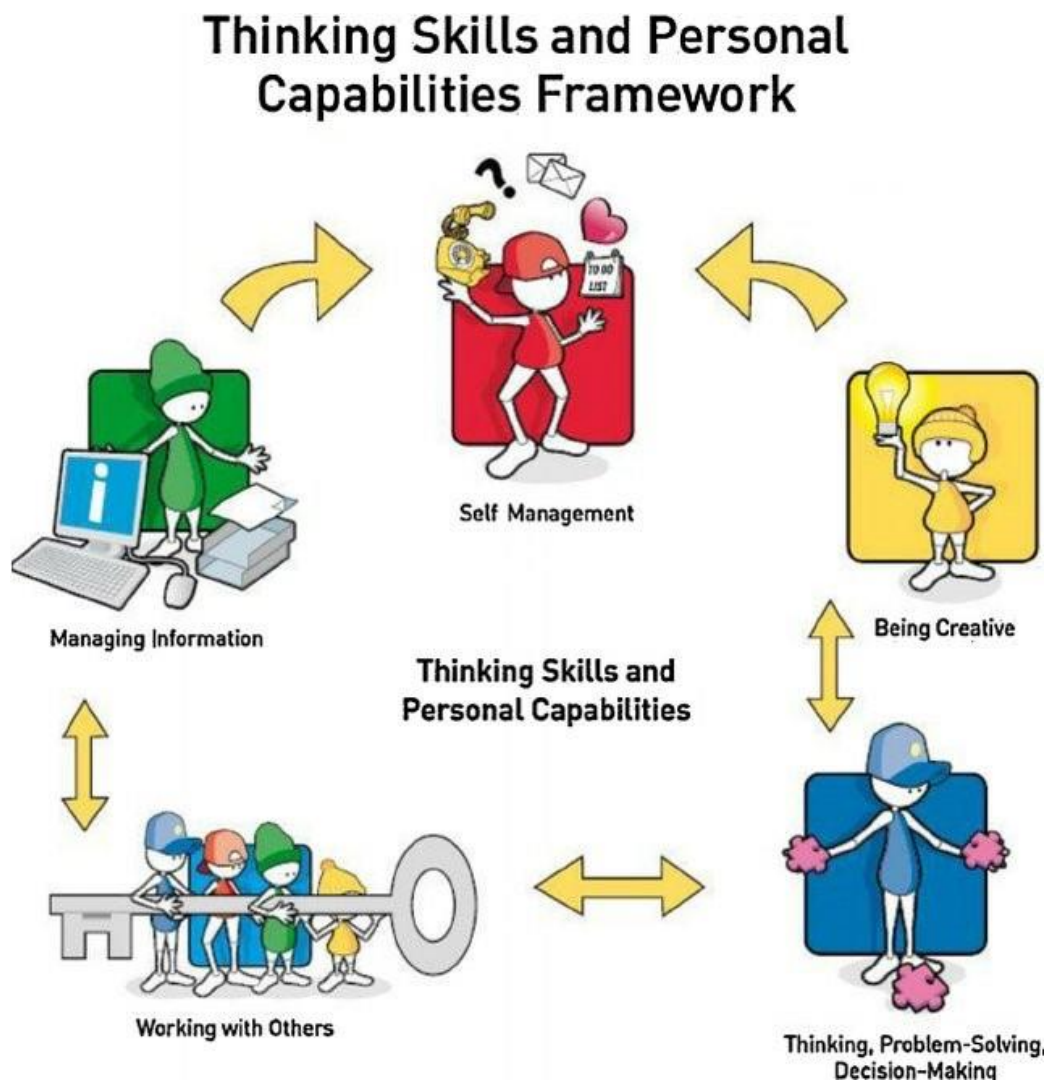 Thinking Skills and Personal
Capabilities Framework
?
TO DO
LIST
Self Management
i
Managing Information
Being Creative
Thinking Skills and
Personal Capabilities
Working with Others
Thinking, Problem-Solving,
Decision-Making